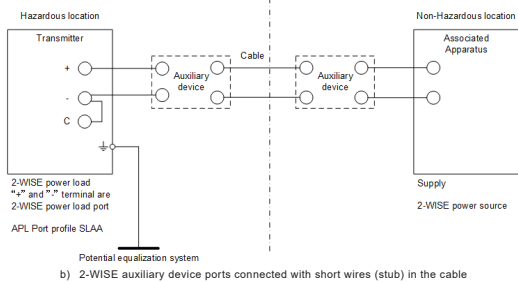 Hazardous location
Non-Hazardous location
Transmitter
Associated
Apparatus
Cable
+
Auxiliary
device
Auxiliary
device
-
C
2-WISE power load
"+" and "-" terminal are
2-WISE power load port
APL Port profile SLAA
Supply
2-WISE power source
Potential equalization system
b) 2-WISE auxiliary device ports connected with short wires (stub) in the cable